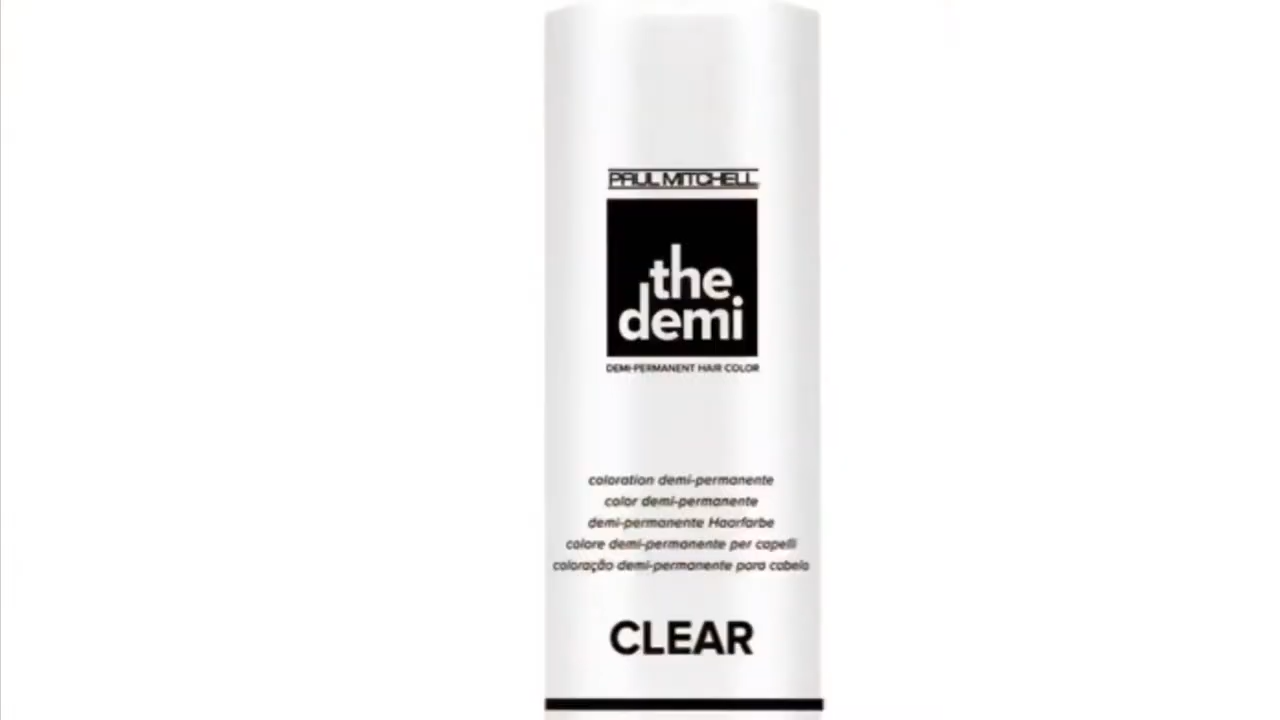 PAUL MITCHELL
the
demi
DEMI-PERMANENT HAIR COLOR
coloration demi-permanente
color demi-permanente
demi-permanente Haarfarbe
colore demi-permanente per capelli
coloração demi-permanente para cabelo
CLEAR